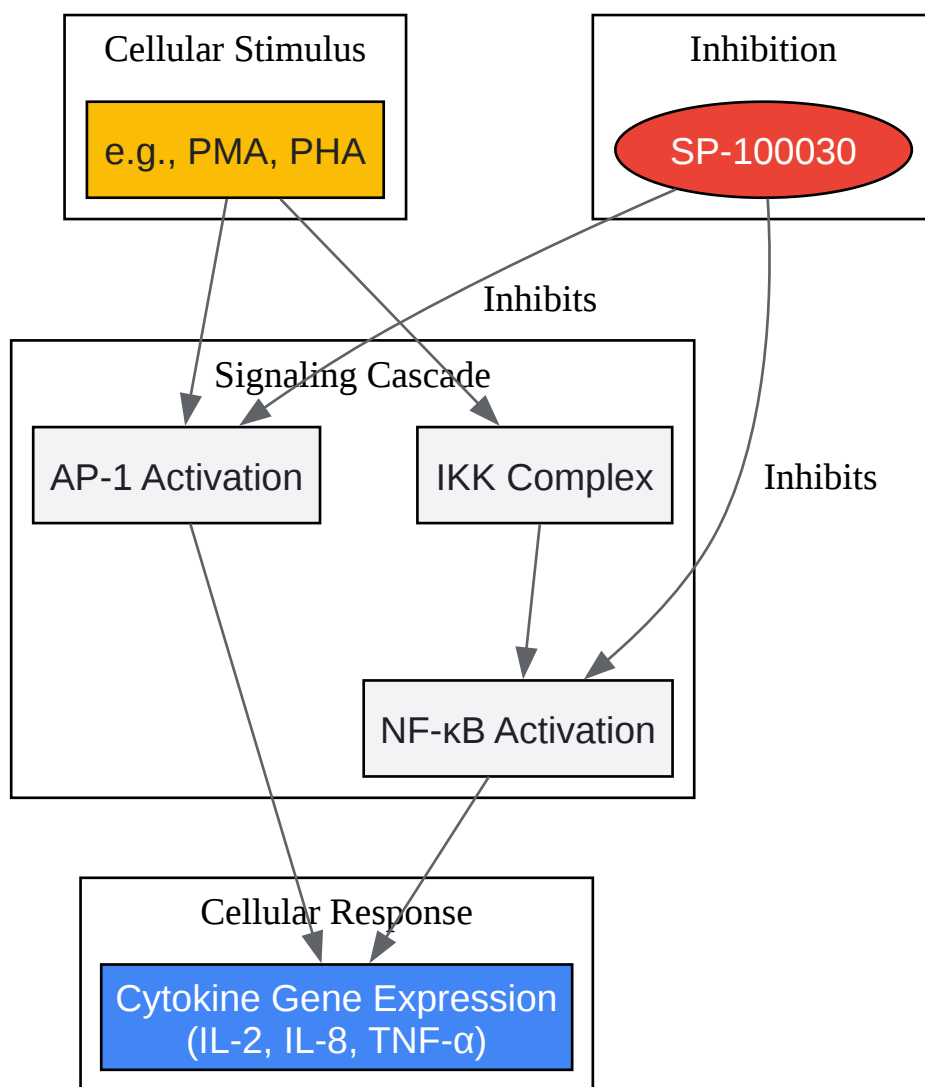 Cellular Stimulus
Inhibition
e.g., PMA, PHA
SP-100030
Inhibits
Signaling Cascade
AP-1 Activation
IKK Complex
Inhibits
NF-κB Activation
Cellular Response
Cytokine Gene Expression
(IL-2, IL-8, TNF-α)